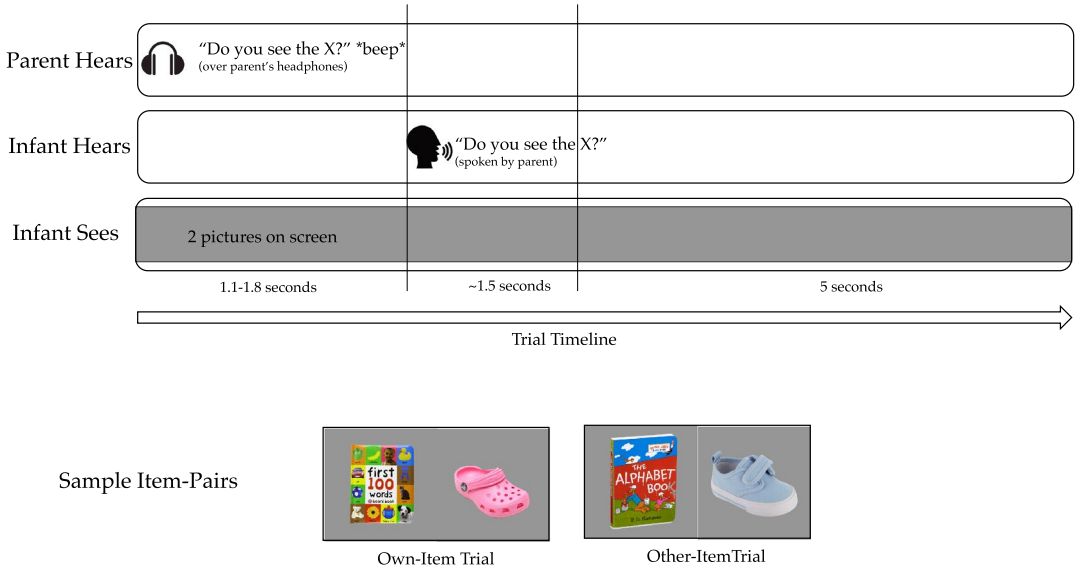 Parent Hears
“Do you see the X?” *beep*
(over parent’s headphones)
Infant Hears
“Do you see the X?”
(spoken by parent)
Infant Sees
2 pictures on screen
1.1-1.8 seconds
~1.5 seconds
5 seconds
Trial Timeline
Sample Item-Pairs
first
100
words
THE
ALPHABET
BOOK
Own-Item Trial
Other-ItemTrial